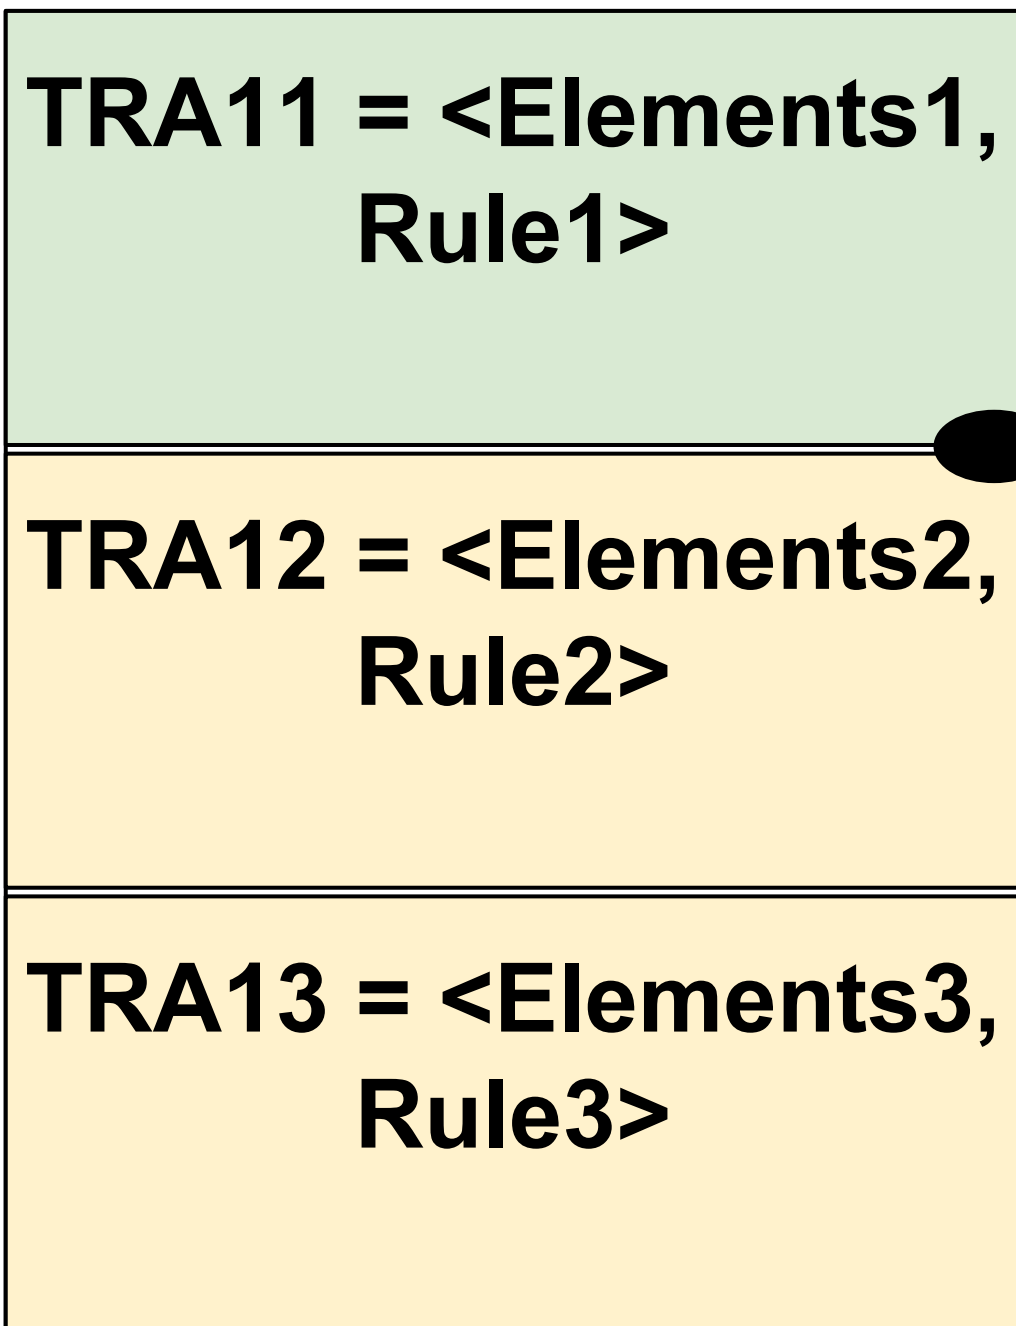 TRA11 = <Elements1,
Rule1>
TRA12 = <Elements2,
Rule2>
TRA13 = <Elements3,
Rule3>